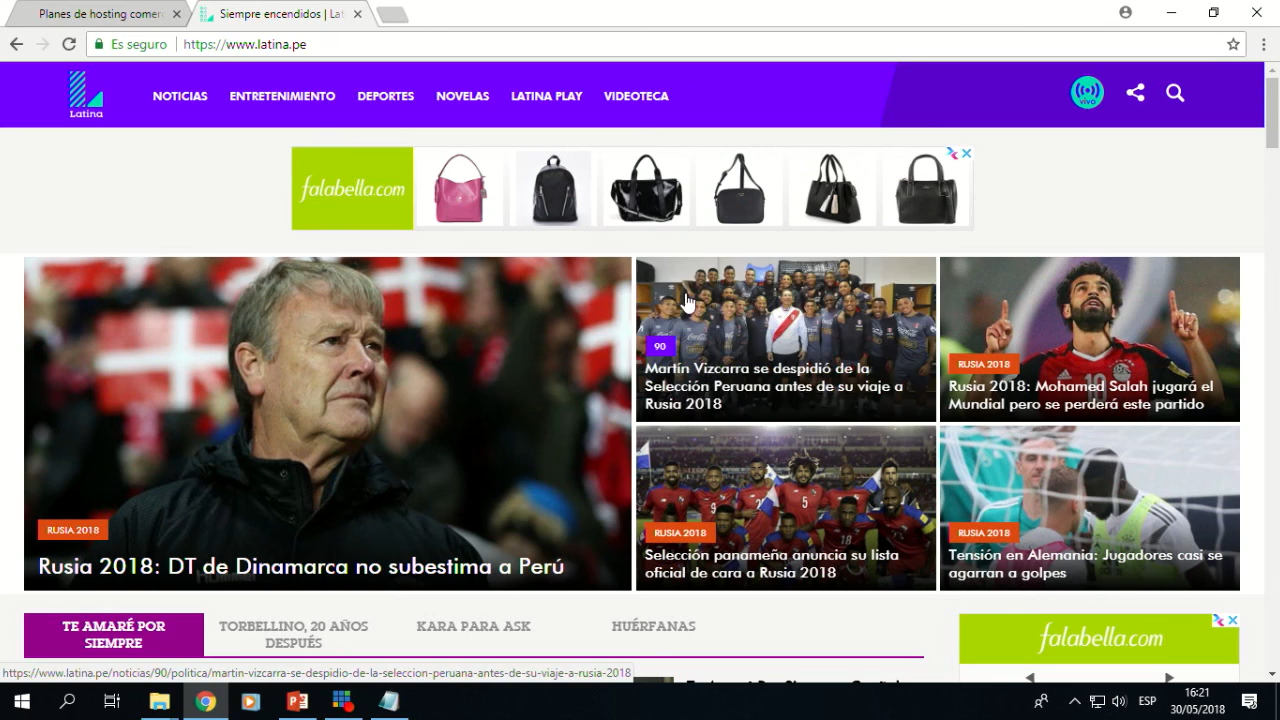 Planes de hosting comerc
Siempre encendidos | Lat
Es seguro
https://www.latina.pe
Latina
NOTICIAS
ENTRETENIMIENTO
DEPORTES
NOVELAS
LATINA PLAY
VIDEOTECA
vivo
falabella.com
RUSIA 2018
Rusia 2018: DT de Dinamarca no subestima a Perú
90
Martín Vizcarra se despidió de la
Selección Peruana antes de su viaje a
Rusia 2018
RUSIA 2018
Rusia 2018: Mohamed Salah jugará el
Mundial pero se perderá este partido
RUSIA 2018
Selección panameña anuncia su lista
oficial de cara a Rusia 2018
RUSIA 2018
Tensión en Alemania: Jugadores casi se
agarran a golpes
TE AMARÉ POR
SIEMPRE
TORBELLINO, 20 AÑOS
DESPUÉS
KARA PARA ASK
HUÉRFANAS
falabella.com
https://www.latina.pe/noticias/90/politica/martin-vizcarra-se-despidio-de-la-seleccion-peruana-antes-de-su-viaje-a-rusia-2018
ESP
16:21
30/05/2018